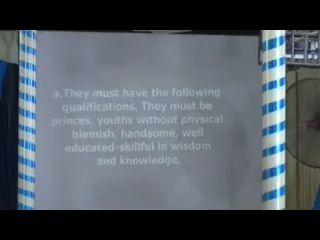 a.They must have the following
qualifications. They must be
princes, youths without physical
blemish, handsome, well
educated-skillful in wisdom
and knowledge,